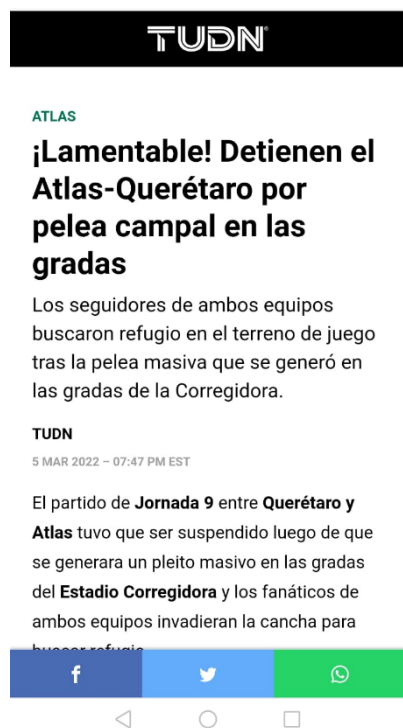 TUDN
ATLAS
¡Lamentable! Detienen el
Atlas-Querétaro por
pelea campal en las
gradas
Los seguidores de ambos equipos
buscaron refugio en el terreno de juego
tras la pelea masiva que se generó en
las gradas de la Corregidora.
TUDN
5 MAR 2022 – 07:47 PM EST
El partido de Jornada 9 entre Querétaro y
Atlas tuvo que ser suspendido luego de que
se generara un pleito masivo en las gradas
del Estadio Corregidora y los fanáticos de
ambos equipos invadieran la cancha para
buscar refugio